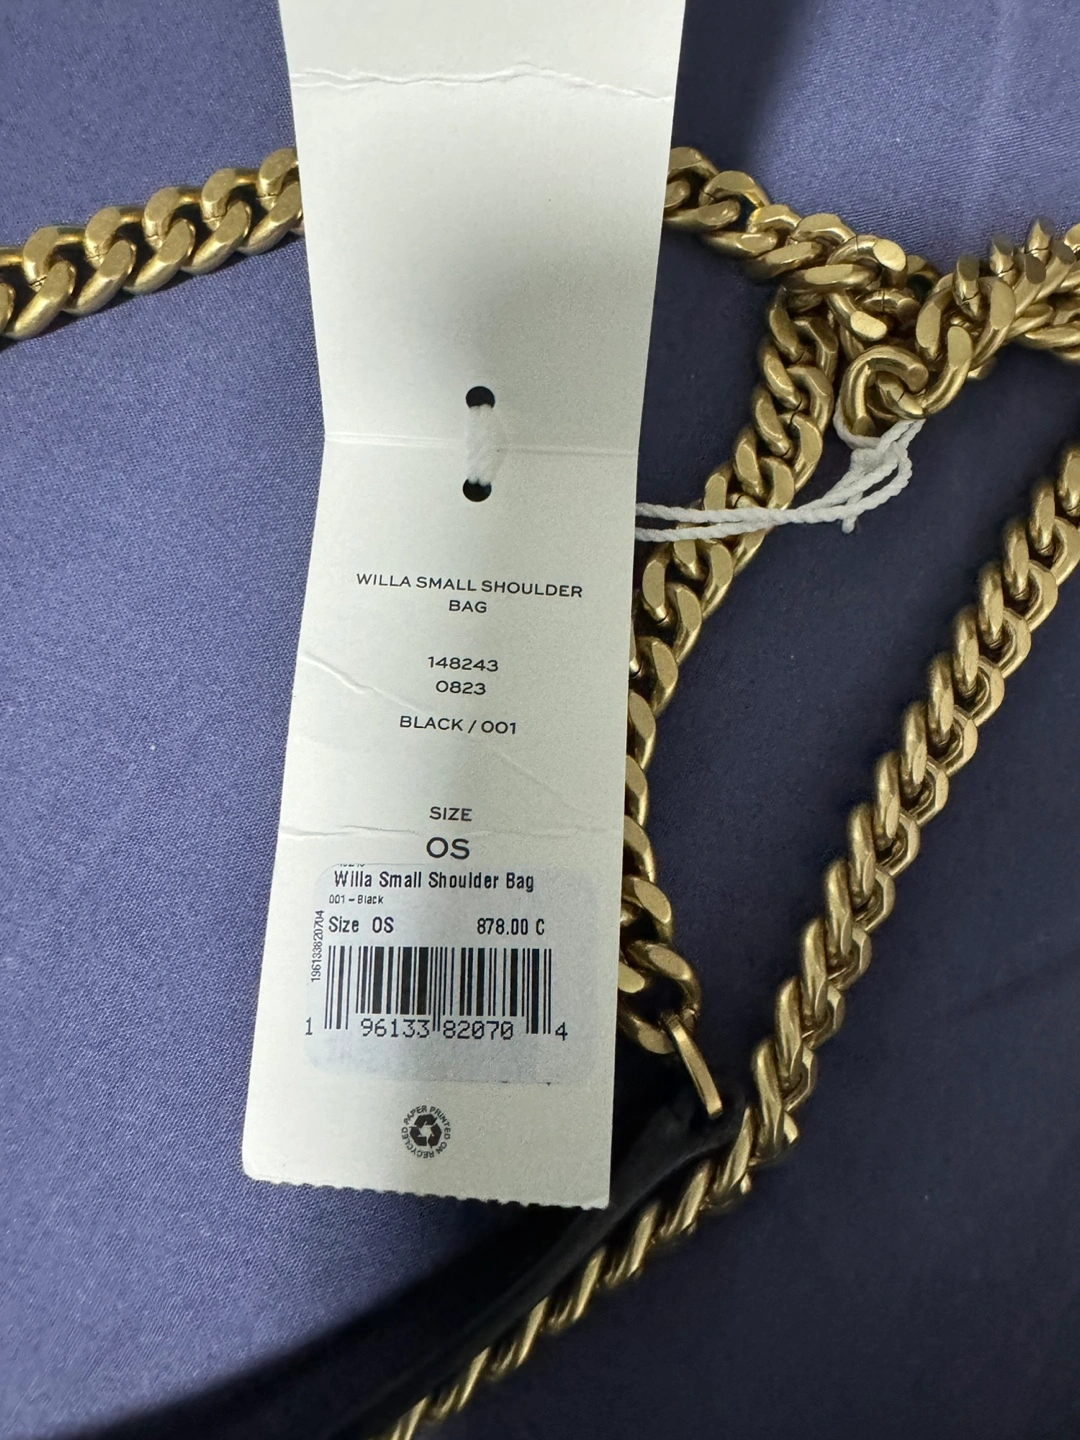 WILLA SMALL SHOULDER
BAG
148243
0823
BLACK / 001
SIZE
OS
Willa Small Shoulder Bag
001 - Black
Size OS 878.00 C
196133820704
1 96133 82070 4
PRINTED ON RECYCLED PAPER